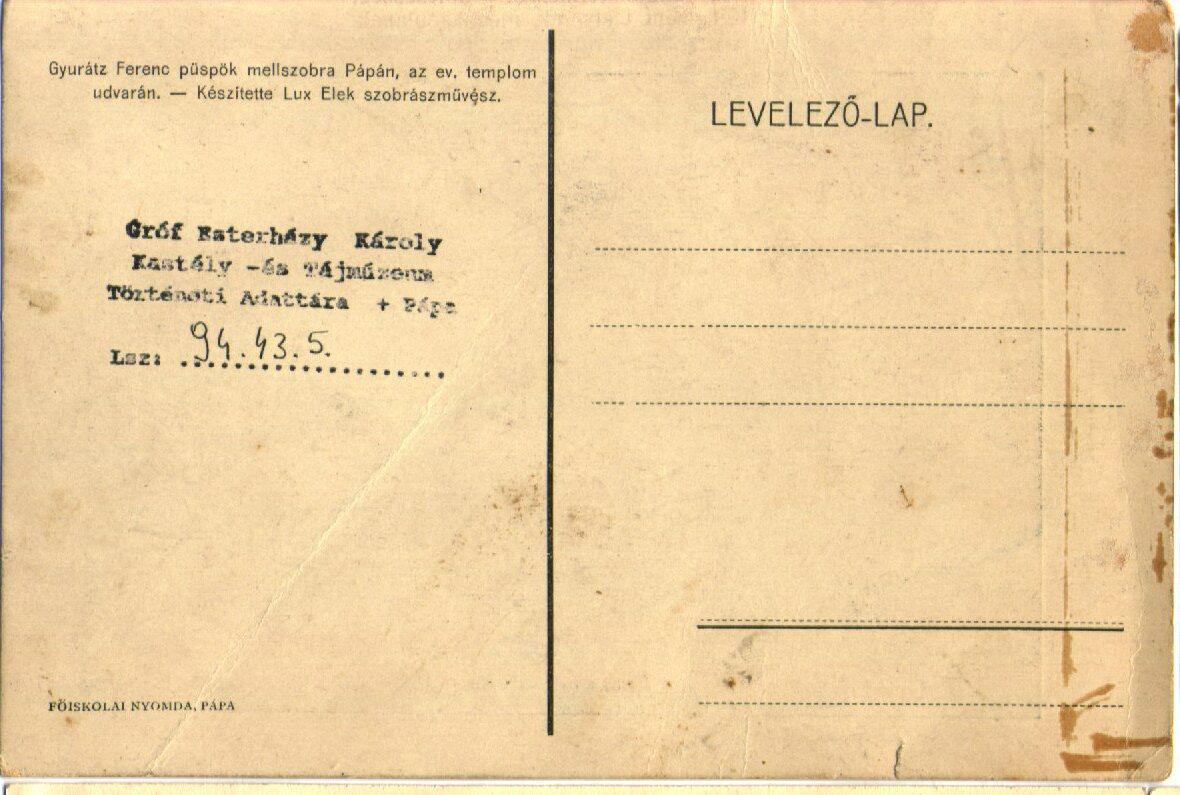 Gyurátz Ferenc püspök mellszobra Pápán, az ev. templom
udvarán. — Készítette Lux Elek szobrászművész.
LEVELEZŐ-LAP.
Gróf Esterházy Károly
Kastély -és Tájmúzeum
Történeti Adattára + Pápa
Lsz: 94.43.5.
FŐISKOLAI NYOMDA, PÁPA